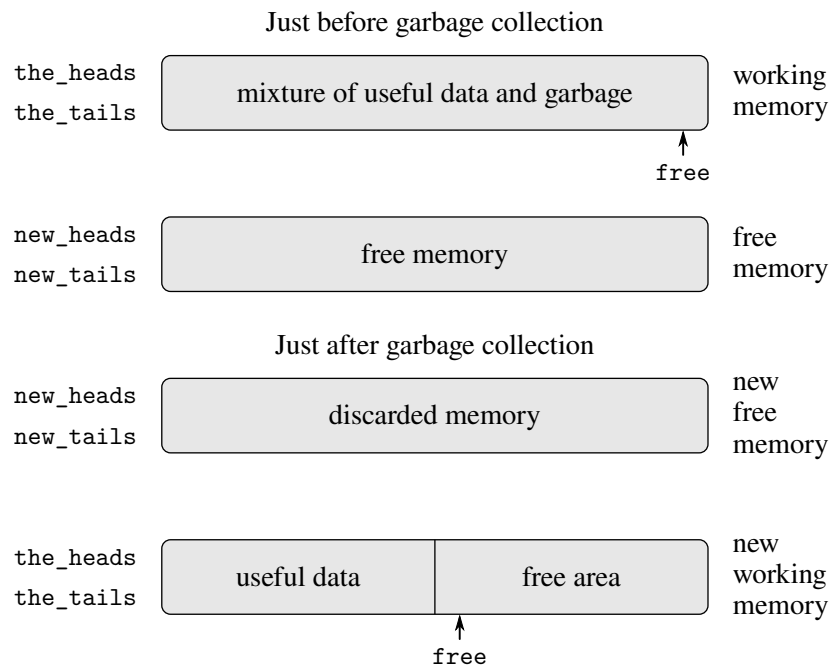 Just before garbage collection
the_heads
the_tails
mixture of useful data and garbage
working
memory
free
new_heads
new_tails
free memory
free
memory
Just after garbage collection
new_heads
new_tails
discarded memory
new
free
memory
the_heads
the_tails
useful data
free area
new
working
memory
free